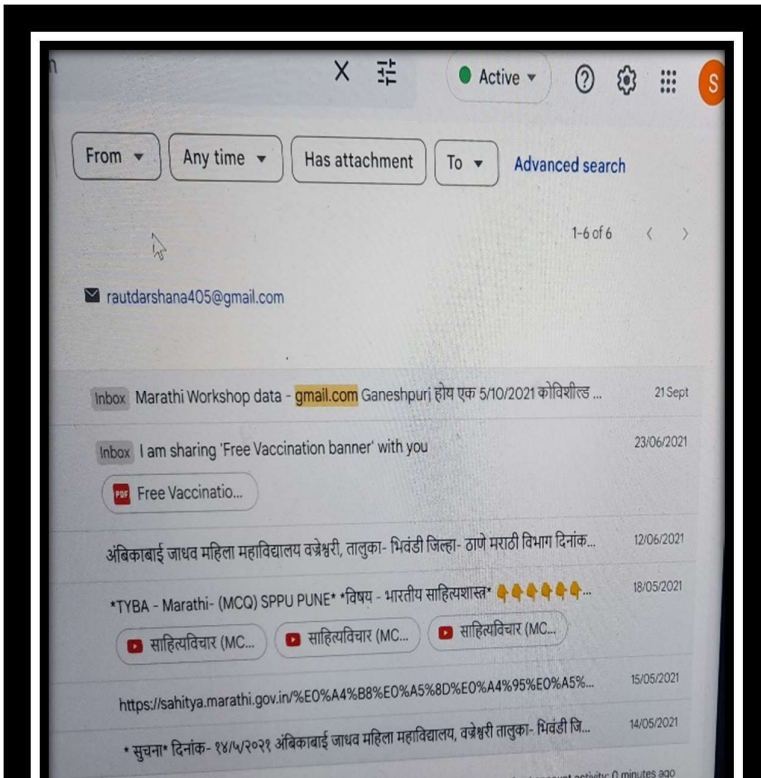 Active
S
From
Any time
Has attachment
To
Advanced search
1-6 of 6
rautdarshana405@gmail.com
Inbox Marathi Workshop data - gmail.com Ganeshpuri होय एक 5/10/2021 कोविशील्ड ... 21 Sept
Inbox I am sharing 'Free Vaccination banner' with you 23/06/2021
PDF Free Vaccinatio...
अंबिकाबाई जाधव महिला महाविद्यालय वज्रेश्वरी, तालुका- भिवंडी जिल्हा- ठाणे मराठी विभाग दिनांक... 12/06/2021
*TYBA - Marathi- (MCQ) SPPU PUNE* *विषय - भारतीय साहित्यशास्त्र* 👇👇👇👇👇👇... 18/05/2021
साहित्यविचार (MC... साहित्यविचार (MC... साहित्यविचार (MC...
https://sahitya.marathi.gov.in/%E0%A4%B8%E0%A5%8D%E0%A4%95%E0%A5%... 15/05/2021
* सुचना* दिनांक- १४/५/२०२१ अंबिकाबाई जाधव महिला महाविद्यालय, वज्रेश्वरी तालुका- भिवंडी जि... 14/05/2021
activity: 0 minutes ago